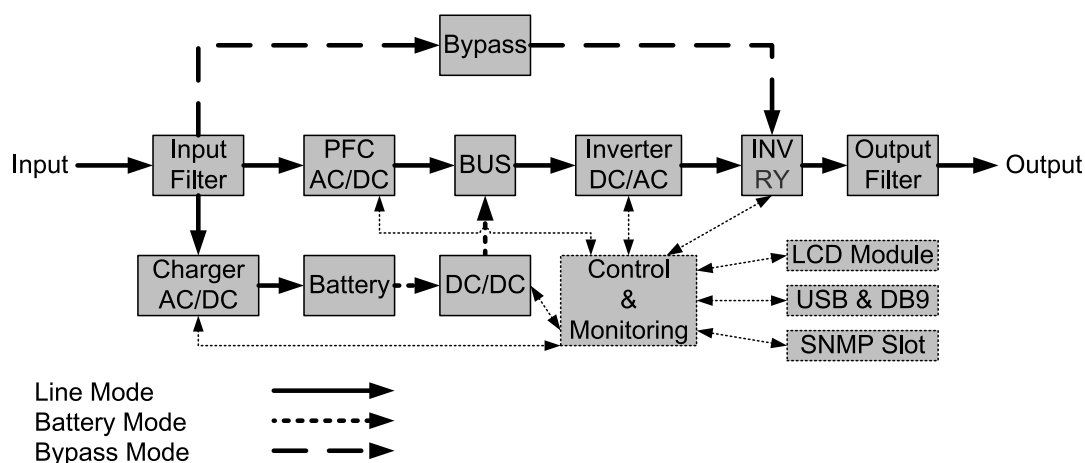 Bypass
Input
Input
Filter
PFC
AC/DC
BUS
Inverter
DC/AC
INV
RY
Output
Filter
Output
Charger
AC/DC
Battery
DC/DC
Control
&
Monitoring
LCD Module
USB & DB9
SNMP Slot
Line Mode
Battery Mode
Bypass Mode